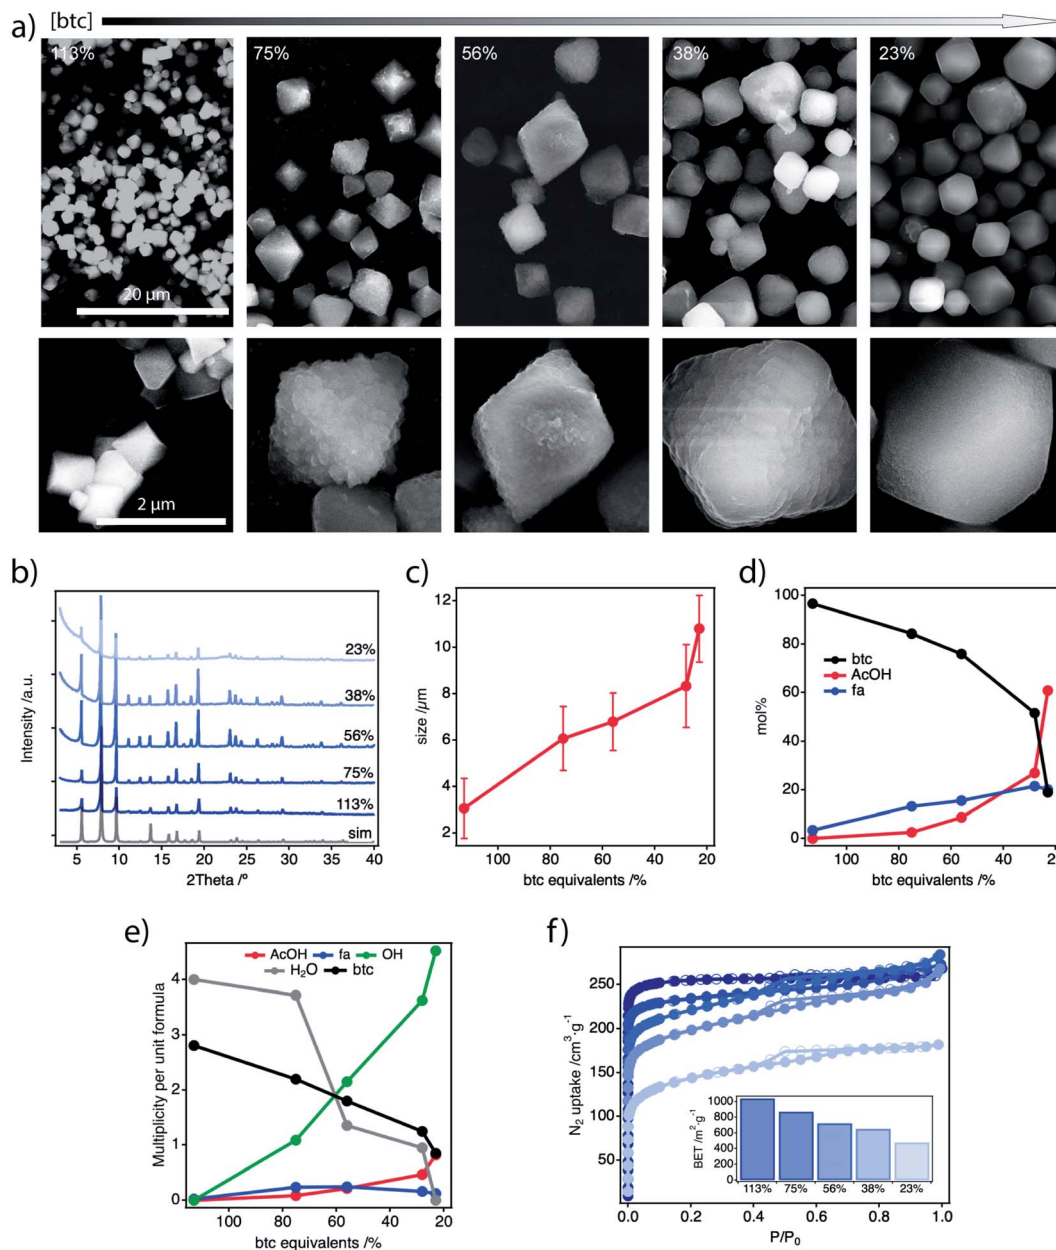 a)
[btc]
113%
75%
56%
38%
23%
20 µm
2 µm
b)
Intensity /a.u.
23%
38%
56%
75%
113%
sim
5
10
15
20
25
30
35
40
2Theta /º
c)
size /µm
12
10
8
6
4
2
100
80
60
40
20
btc equivalents /%
d)
mol%
100
80
60
40
20
0
btc
AcOH
fa
100
80
60
40
2
btc equivalents /%
e)
AcOH
fa
OH
H₂O
btc
Multiplicity per unit formula
4
3
2
1
0
100
80
60
40
20
btc equivalents /%
f)
N₂ uptake /cm³·g⁻¹
250
200
150
100
50
0.0
0.2
0.4
0.6
0.8
1.0
P/P₀
BET /m²·g⁻¹
1000
800
600
400
200
0
113%
75%
56%
38%
23%